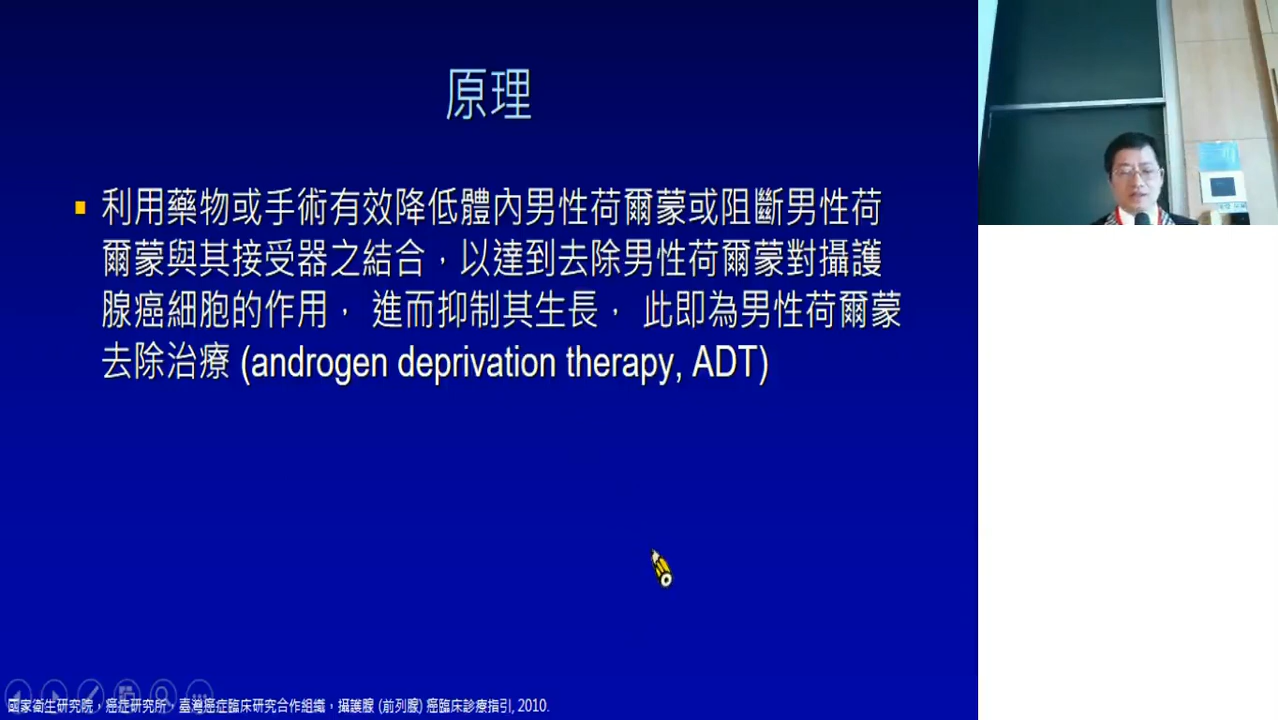 原理
利用藥物或手術有效降低體內男性荷爾蒙或阻斷男性荷
爾蒙與其接受器之結合，以達到去除男性荷爾蒙對攝護
腺癌細胞的作用， 進而抑制其生長， 此即為男性荷爾蒙
去除治療 (androgen deprivation therapy, ADT)
國家衛生研究院，癌症研究所，臺灣癌症臨床研究合作組織，攝護腺 (前列腺) 癌臨床診療指引, 2010.